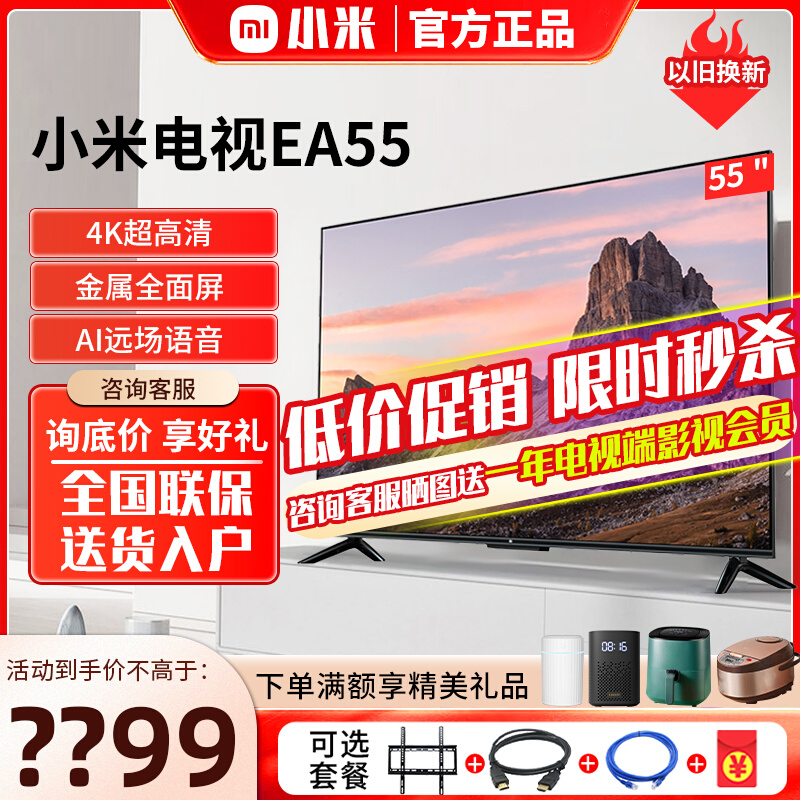 小米 官方正品
以旧换新
小米电视EA55
55"
4K超高清
金属全面屏
AI远场语音
咨询客服
询底价 享好礼
全国联保
送货入户
低价促销 限时秒杀
咨询客服晒图送一年电视端影视会员
08:16
活动到手价不高于:
??99
下单满额享精美礼品
可选
套餐
+
+
+
¥